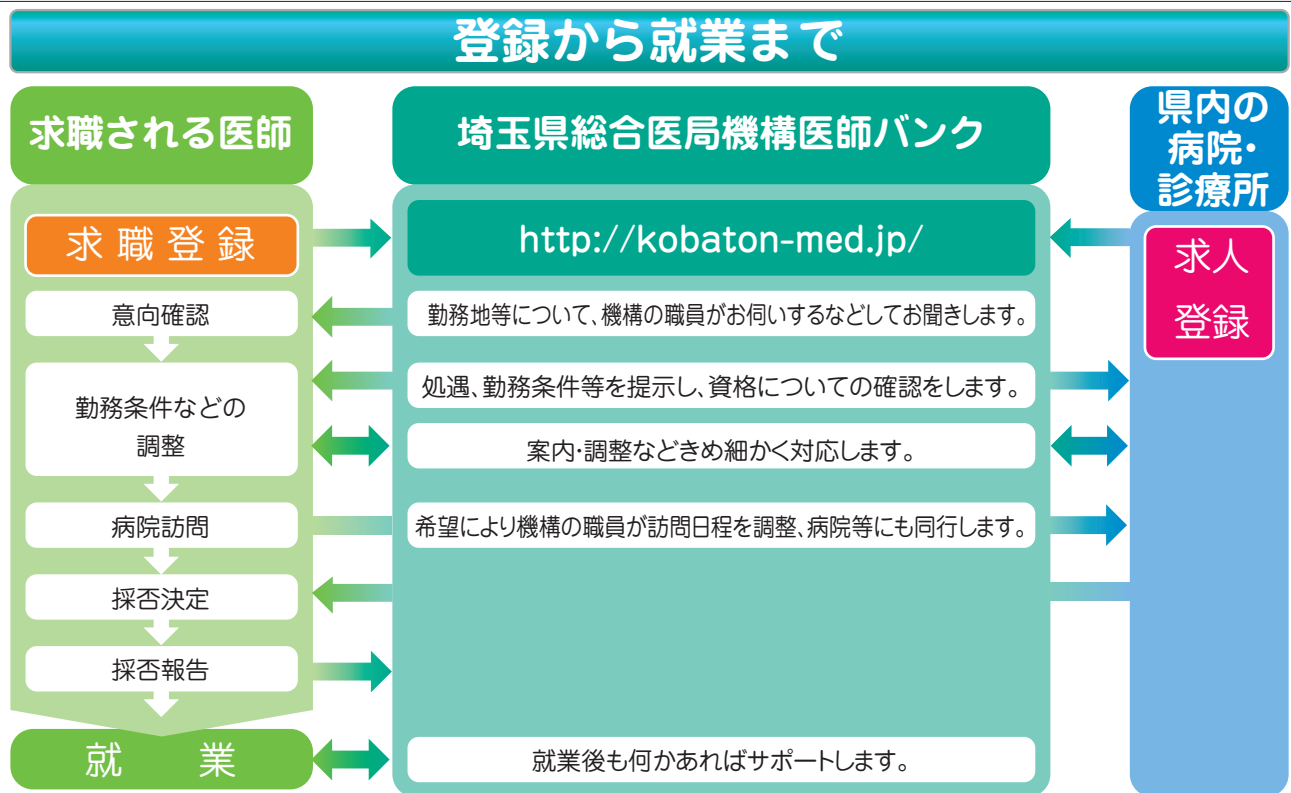 登録から就業まで
求職される医師
埼玉県総合医局機構医師バンク
県内の
病院・
診療所
求職登録
http://kobaton-med.jp/
求人
登録
意向確認
勤務地等について、機構の職員がお伺いするなどしてお聞きします。
勤務条件などの
調整
処遇、勤務条件等を提示し、資格についての確認をします。
案内・調整などきめ細かく対応します。
病院訪問
希望により機構の職員が訪問日程を調整、病院等にも同行します。
採否決定
採否報告
就業
就業後も何かあればサポートします。